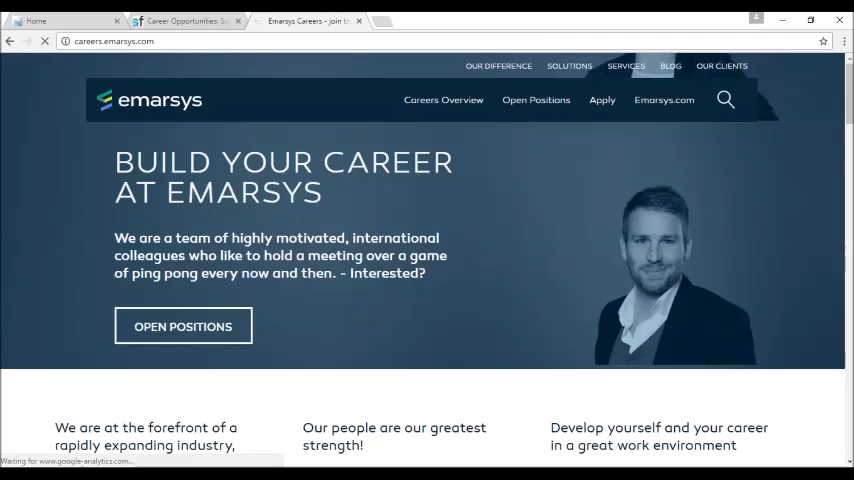 Home
Career Opportunities: Su
Emarsys Careers - join th
careers.emarsys.com
OUR DIFFERENCE SOLUTIONS SERVICES BLOG OUR CLIENTS
emarsys
Careers Overview Open Positions Apply Emarsys.com
BUILD YOUR CAREER
AT EMARSYS
We are a team of highly motivated, international
colleagues who like to hold a meeting over a game
of ping pong every now and then. - Interested?
OPEN POSITIONS
We are at the forefront of a
rapidly expanding industry,
Our people are our greatest
strength!
Develop yourself and your career
in a great work environment
Waiting for www.google-analytics.com...